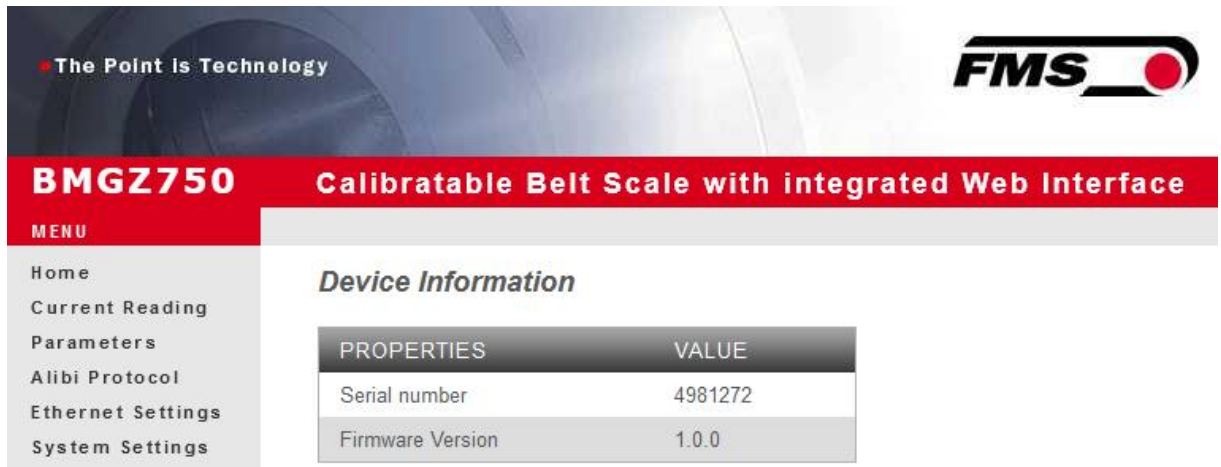 The Point is Technology
FMS
BMGZ750 Calibratable Belt Scale with integrated Web Interface
MENU
Home
Current Reading
Parameters
Alibi Protocol
Ethernet Settings
System Settings
Device Information
PROPERTIES VALUE
Serial number 4981272
Firmware Version 1.0.0